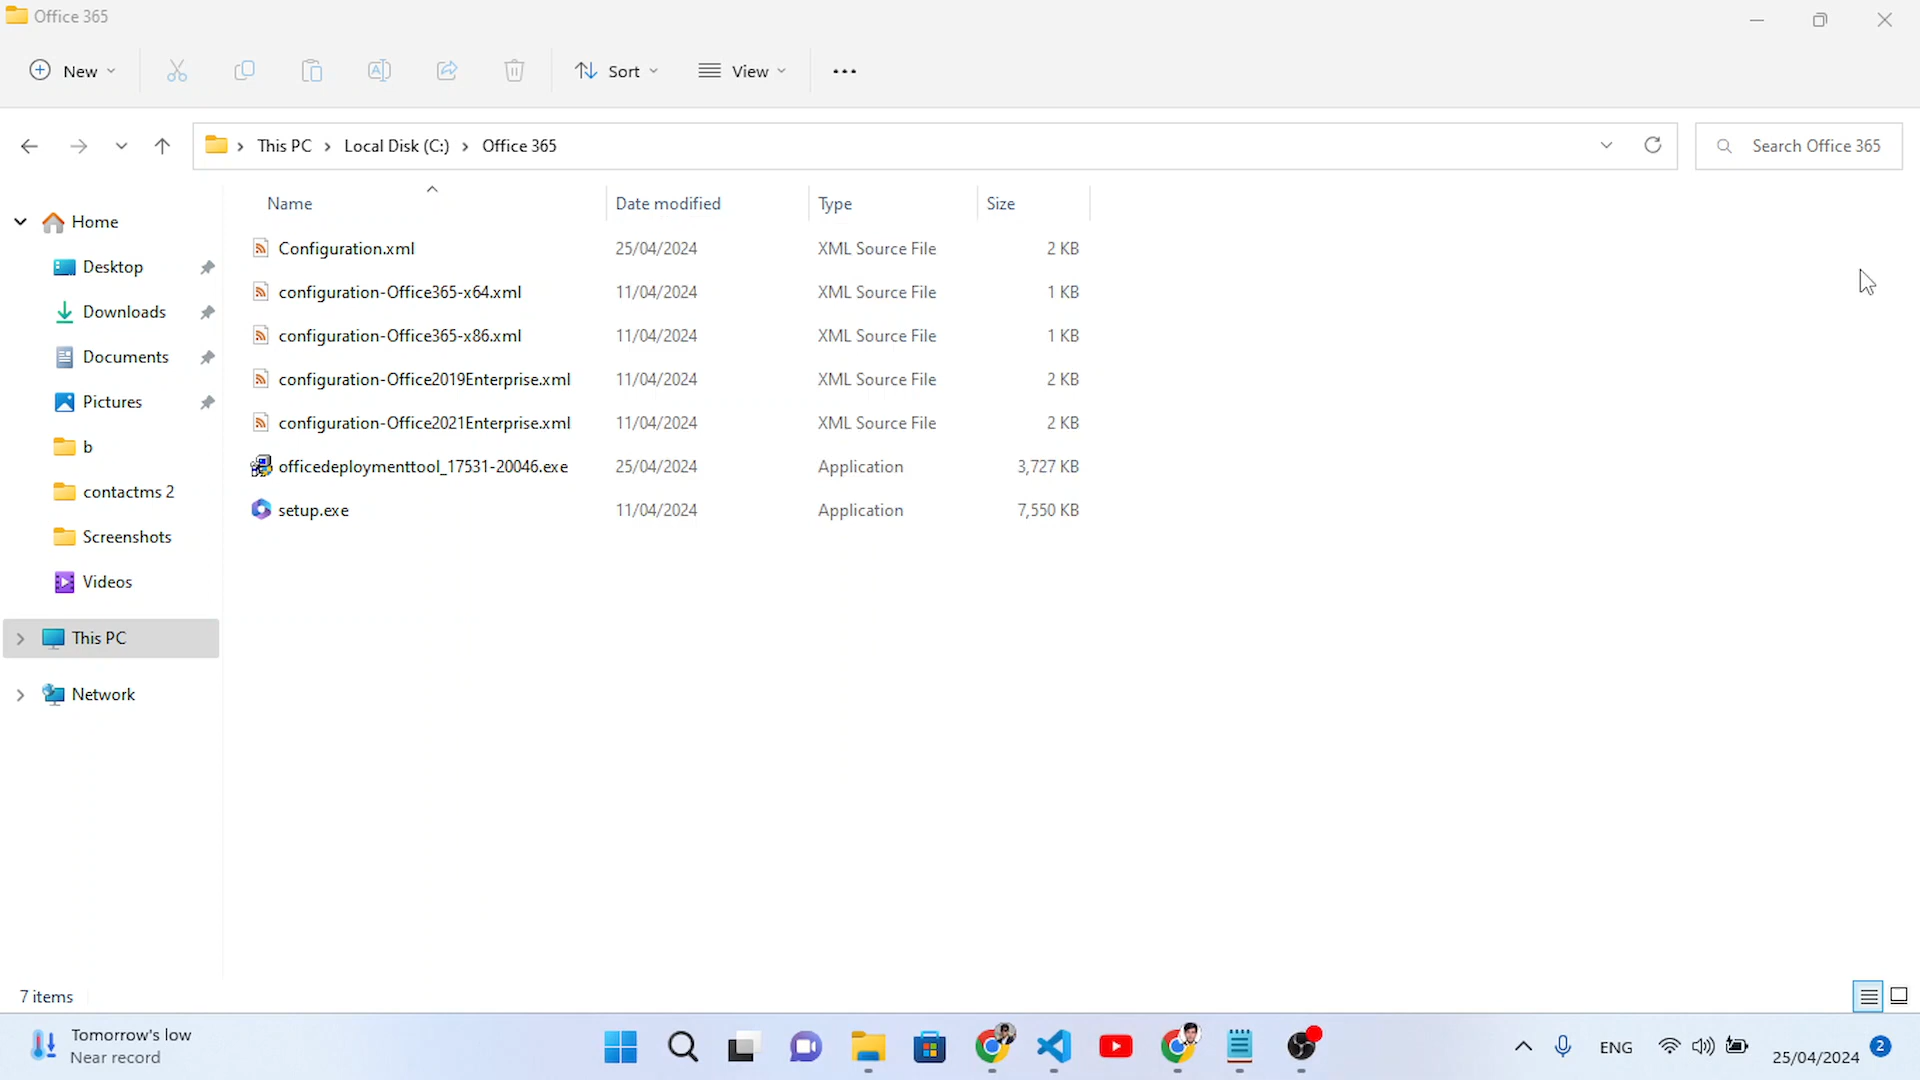 Office 365
New
Sort
View
This PC
Local Disk (C:)
Office 365
Search Office 365
Name
Date modified
Type
Size
Home
Desktop
Downloads
Documents
Pictures
b
contactms 2
Screenshots
Videos
This PC
Network
Configuration.xml 25/04/2024 XML Source File 2 KB
configuration-Office365-x64.xml 11/04/2024 XML Source File 1 KB
configuration-Office365-x86.xml 11/04/2024 XML Source File 1 KB
configuration-Office2019Enterprise.xml 11/04/2024 XML Source File 2 KB
configuration-Office2021Enterprise.xml 11/04/2024 XML Source File 2 KB
officedeploymenttool_17531-20046.exe 25/04/2024 Application 3,727 KB
setup.exe 11/04/2024 Application 7,550 KB
7 items
Tomorrow's low
Near record
ENG
25/04/2024
2